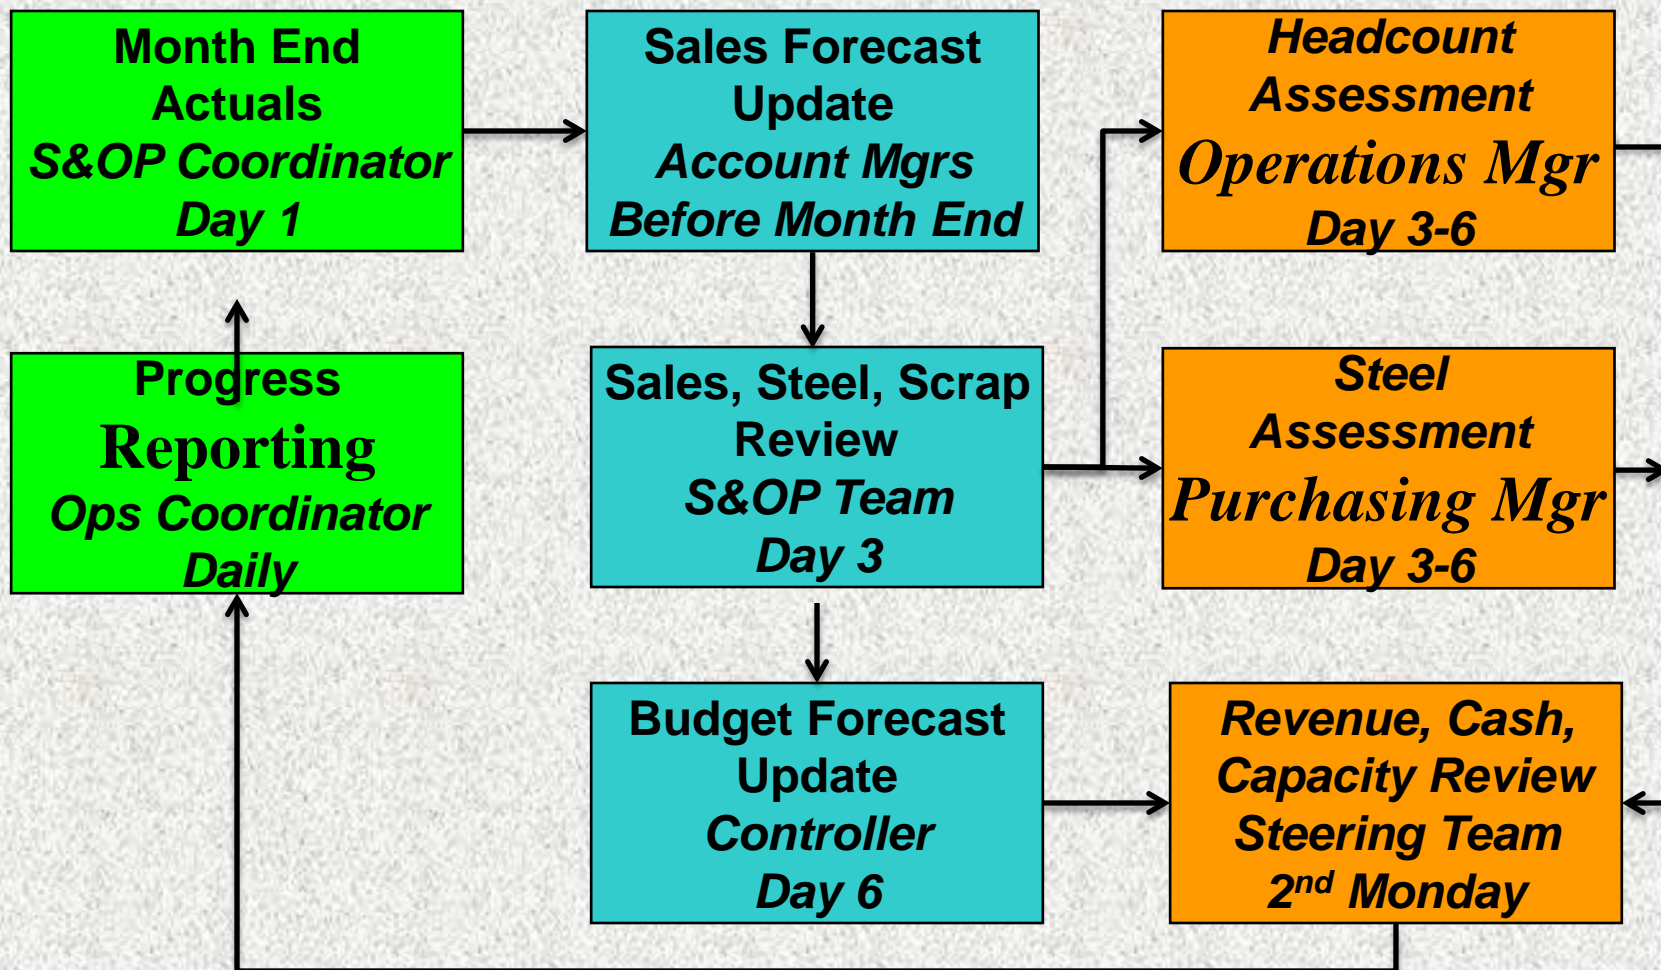 Month End
Actuals
S&OP Coordinator
Day 1
Sales Forecast
Update
Account Mgrs
Before Month End
Headcount
Assessment
Operations Mgr
Day 3-6
Progress
Reporting
Ops Coordinator
Daily
Sales, Steel, Scrap
Review
S&OP Team
Day 3
Steel
Assessment
Purchasing Mgr
Day 3-6
Budget Forecast
Update
Controller
Day 6
Revenue, Cash,
Capacity Review
Steering Team
2nd Monday